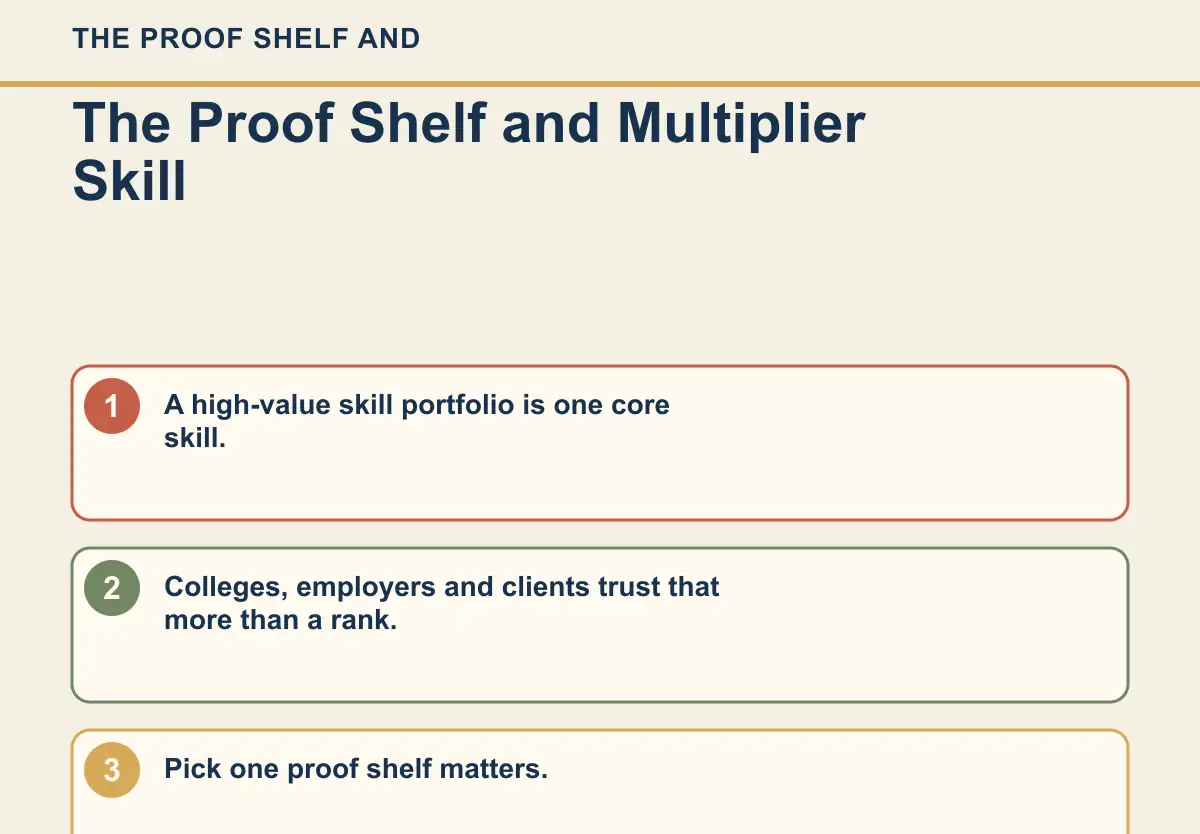 THE PROOF SHELF AND
The Proof Shelf and Multiplier
Skill
1
A high-value skill portfolio is one core
skill.
2
Colleges, employers and clients trust that
more than a rank.
3
Pick one proof shelf matters.